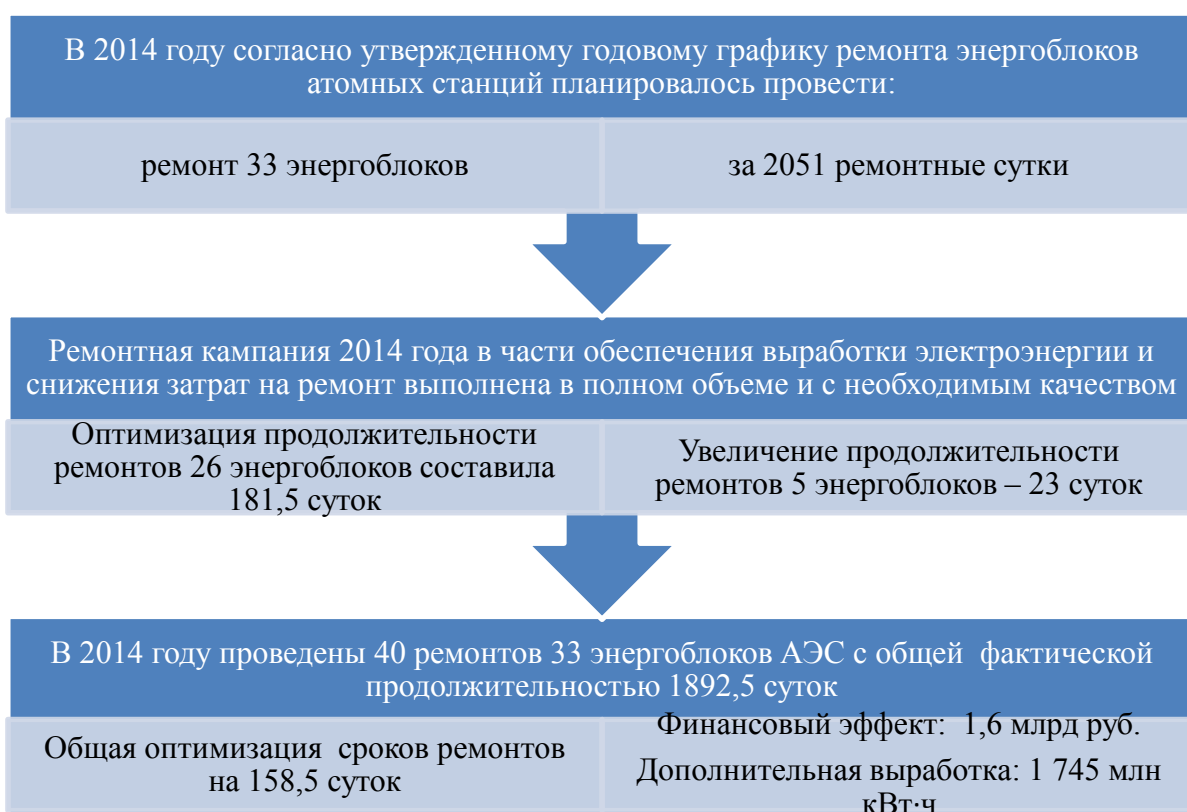 В 2014 году согласно утвержденному годовому графику ремонта энергоблоков
атомных станций планировалось провести:
ремонт 33 энергоблоков
за 2051 ремонтные сутки
Ремонтная кампания 2014 года в части обеспечения выработки электроэнергии и
снижения затрат на ремонт выполнена в полном объеме и с необходимым качеством
Оптимизация продолжительности
ремонтов 26 энергоблоков составила
181,5 суток
Увеличение продолжительности
ремонтов 5 энергоблоков – 23 суток
В 2014 году проведены 40 ремонтов 33 энергоблоков АЭС с общей фактической
продолжительностью 1892,5 суток
Общая оптимизация сроков ремонтов
на 158,5 суток
Финансовый эффект: 1,6 млрд руб.
Дополнительная выработка: 1 745 млн
кВт·ч